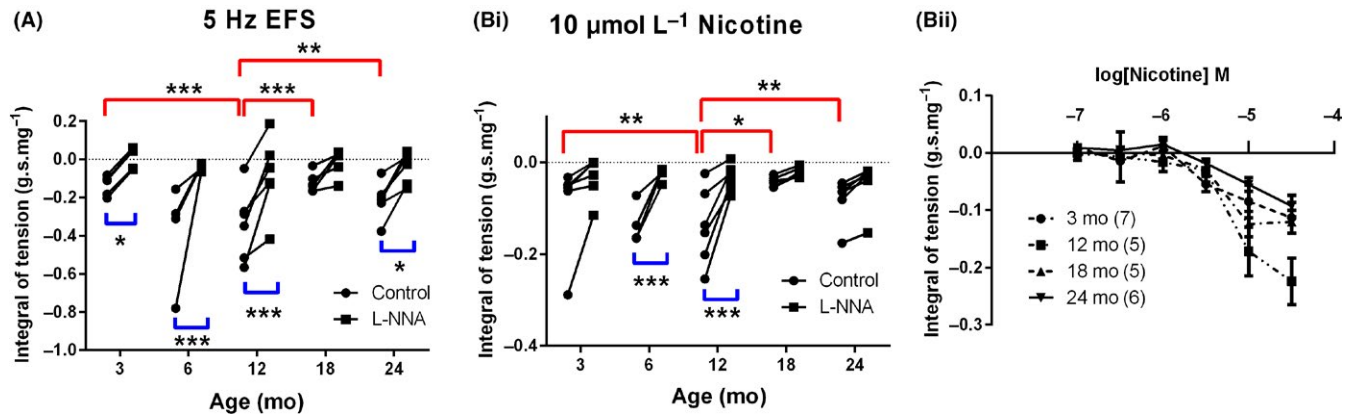 (A)
5 Hz EFS
**
***
***
Integral of tension (g.s.mg⁻¹)
0.2
0.0
−0.2
−0.4
−0.6
−0.8
−1.0
*
***
***
*
Control
L-NNA
3 6 12 18 24
Age (mo)
(Bi)
10 µmol L⁻¹ Nicotine
**
**
*
Integral of tension (g.s.mg⁻¹)
0.0
−0.2
−0.4
***
***
Control
L-NNA
3 6 12 18 24
Age (mo)
(Bii)
log[Nicotine] M
−7 −6 −5 −4
Integral of tension (g.s.mg⁻¹)
0.1
0.0
−0.1
−0.2
−0.3
3 mo (7)
12 mo (5)
18 mo (5)
24 mo (6)